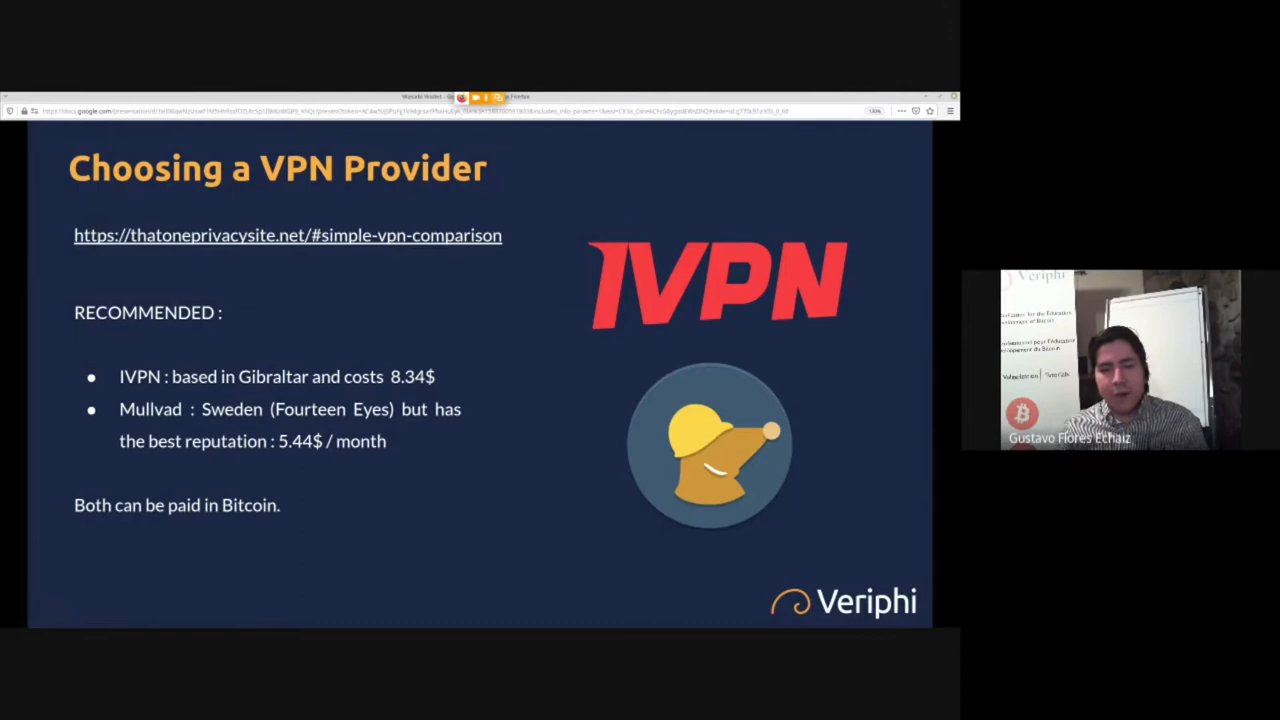 Choosing a VPN Provider
https://thatoneprivacysite.net/#simple-vpn-comparison
IVPN
RECOMMENDED :
● IVPN : based in Gibraltar and costs 8.34$
● Mullvad : Sweden (Fourteen Eyes) but has
the best reputation : 5.44$ / month
Both can be paid in Bitcoin.
Veriphi
Veriphi
Tutorials
Gustavo Flores Echaiz